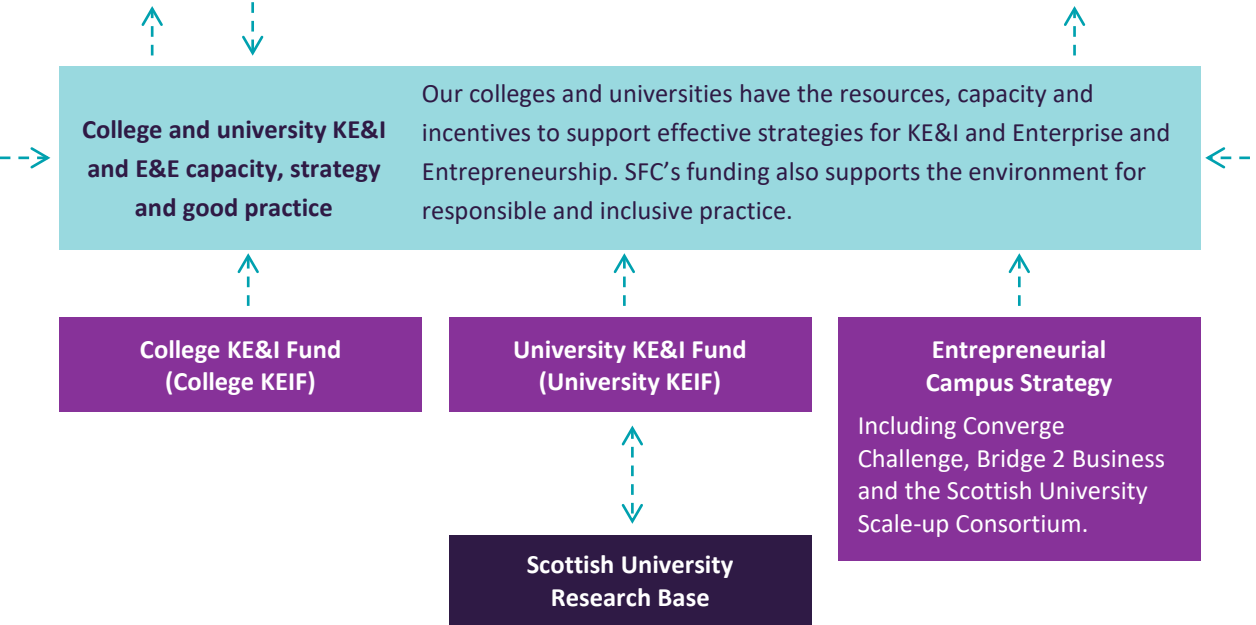 College and university KE&I
and E&E capacity, strategy
and good practice
Our colleges and universities have the resources, capacity and
incentives to support effective strategies for KE&I and Enterprise and
Entrepreneurship. SFC’s funding also supports the environment for
responsible and inclusive practice.
College KE&I Fund
(College KEIF)
University KE&I Fund
(University KEIF)
Entrepreneurial
Campus Strategy
Including Converge
Challenge, Bridge 2 Business
and the Scottish University
Scale-up Consortium.
Scottish University
Research Base